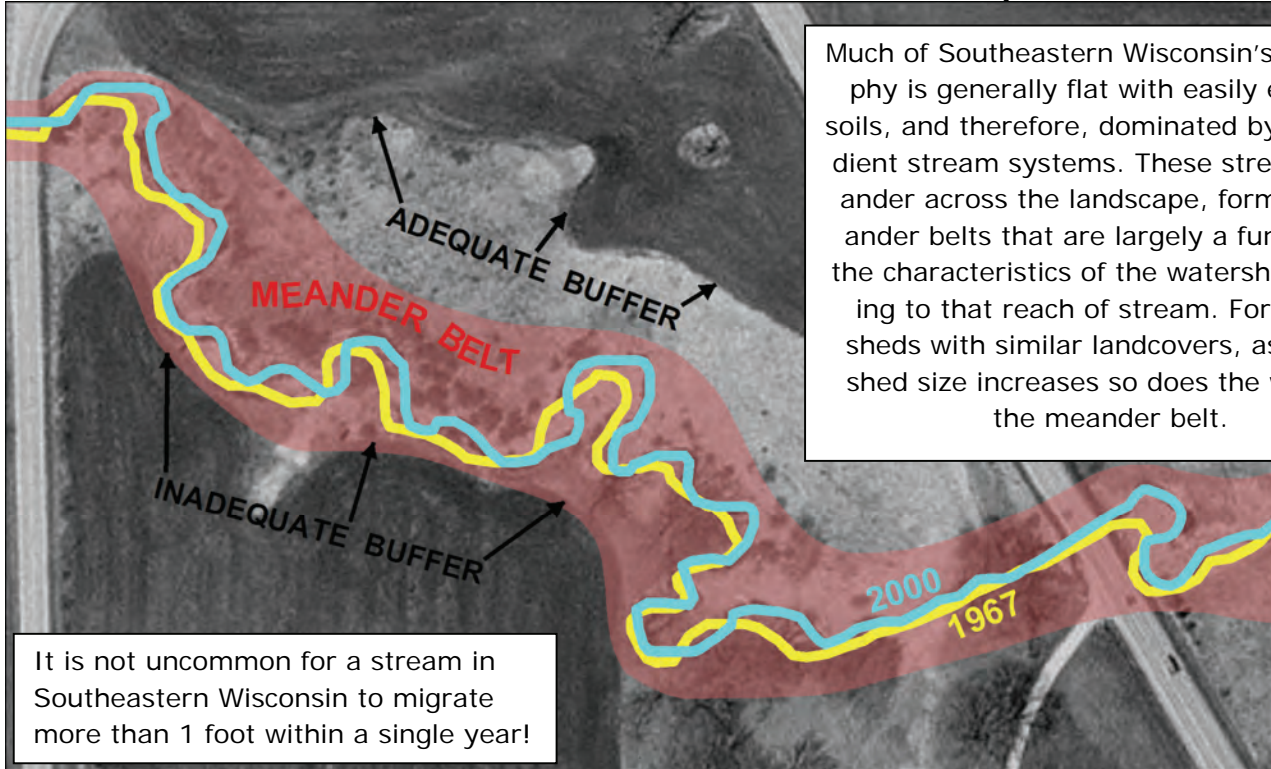 Much of Southeastern Wisconsin's
phy is generally flat with easily e
soils, and therefore, dominated by
dient stream systems. These stre
ander across the landscape, form
ander belts that are largely a
the characteristics of the watersh
ing to that reach of stream. For
sheds with similar landcovers, as
shed size increases so does the
the meander belt.
ADEQUATE BUFFER
MEANDER BELT
INADEQUATE BUFFER
2000
1967
It is not uncommon for a stream in
Southeastern Wisconsin to migrate
more than 1 foot within a single year!